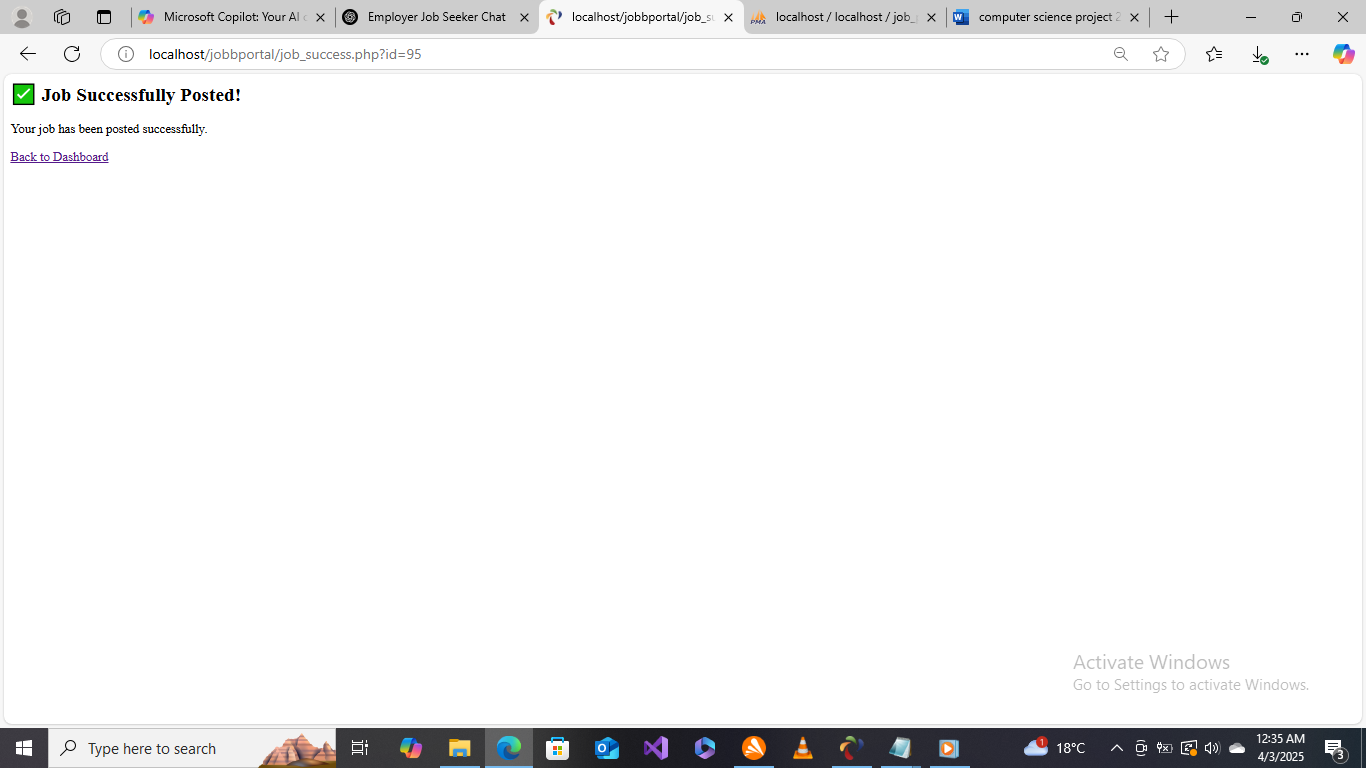 Microsoft Copilot: Your AI
Employer Job Seeker Chat
localhost/jobbportal/job_su
localhost / localhost / job_
computer science project 2
localhost/jobbportal/job_success.php?id=95
✅ Job Successfully Posted!
Your job has been posted successfully.
Back to Dashboard
Activate Windows
Go to Settings to activate Windows.
Type here to search
1
18°C
12:35 AM
4/3/2025
3